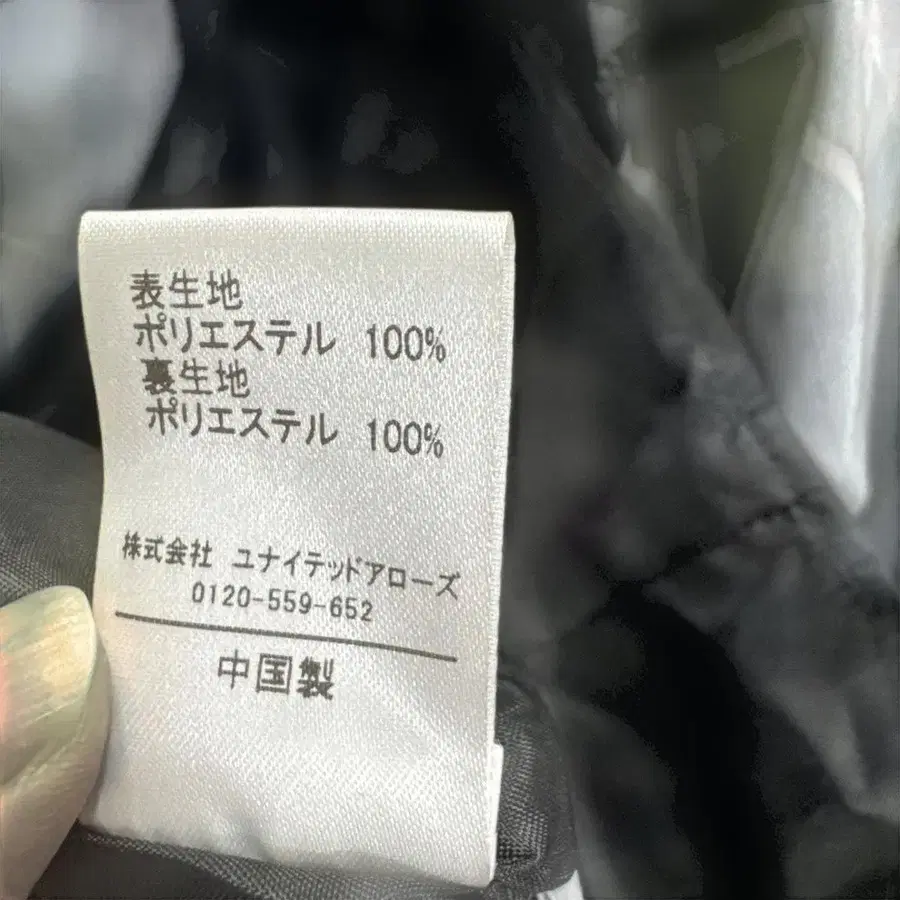 表生地
ポリエステル 100%
裏生地
ポリエステル 100%
株式会社 ユナイテッドアローズ
0120-559-652
中国製